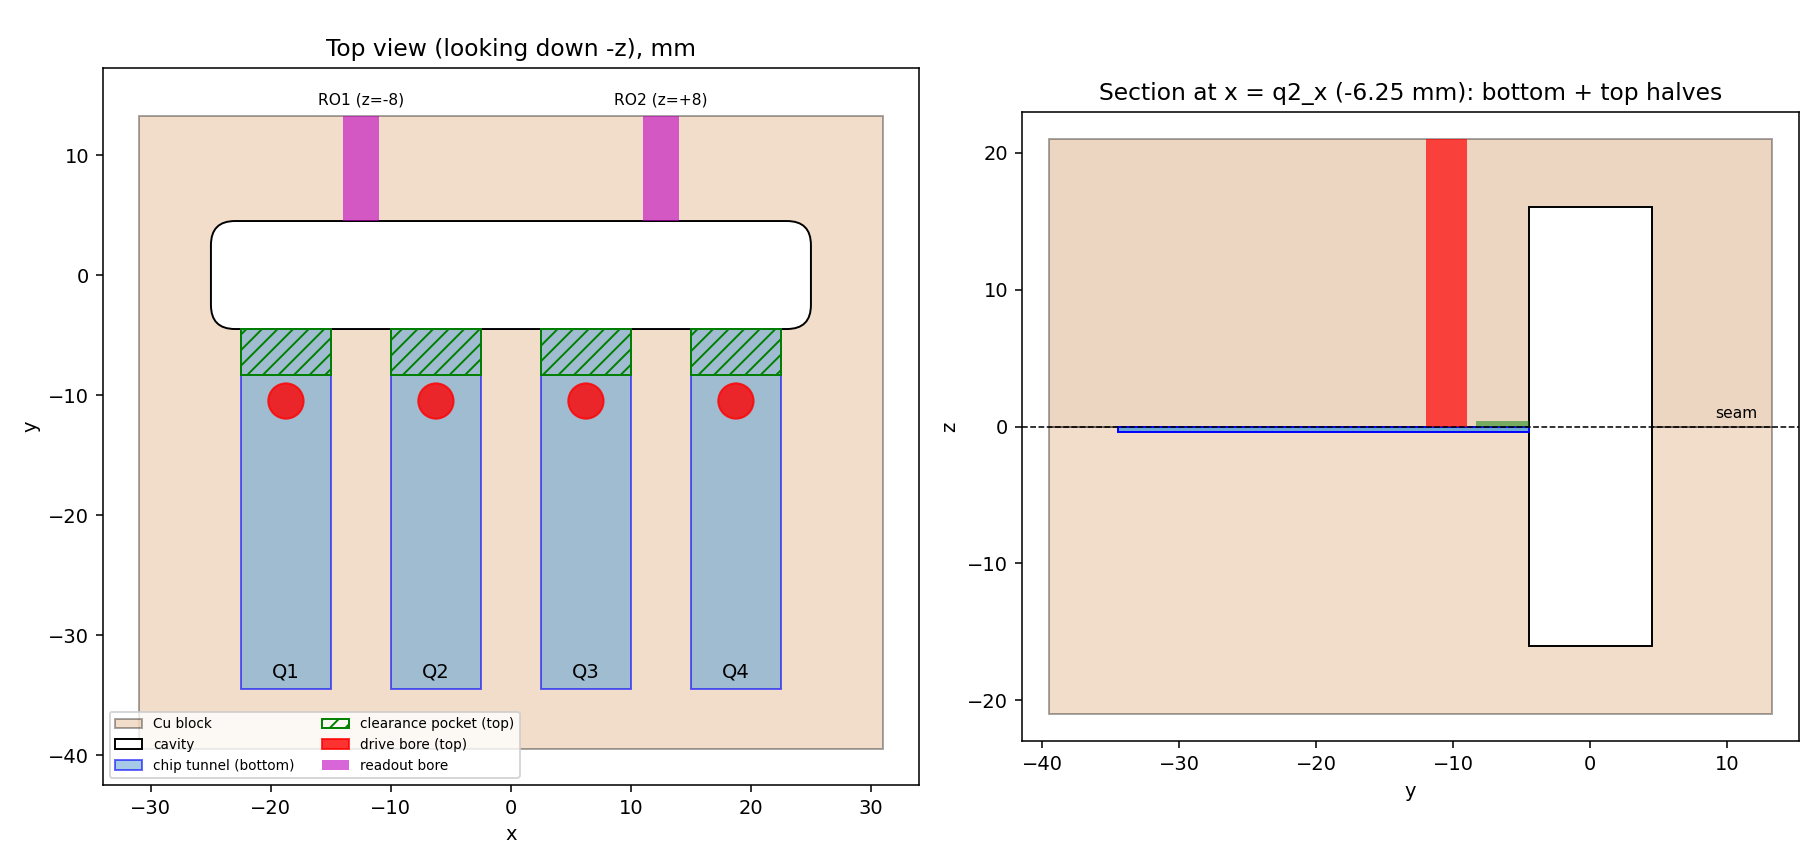 Top view (looking down -z), mm
RO1 (z=-8)
RO2 (z=+8)
10
0
−10
−20
−30
−40
y
Q1
Q2
Q3
Q4
Cu block
cavity
chip tunnel (bottom)
clearance pocket (top)
drive bore (top)
readout bore
−30
−20
−10
0
10
20
30
x
Section at x = q2_x (-6.25 mm): bottom + top halves
20
10
0
−10
−20
z
seam
−40
−30
−20
−10
0
10
y